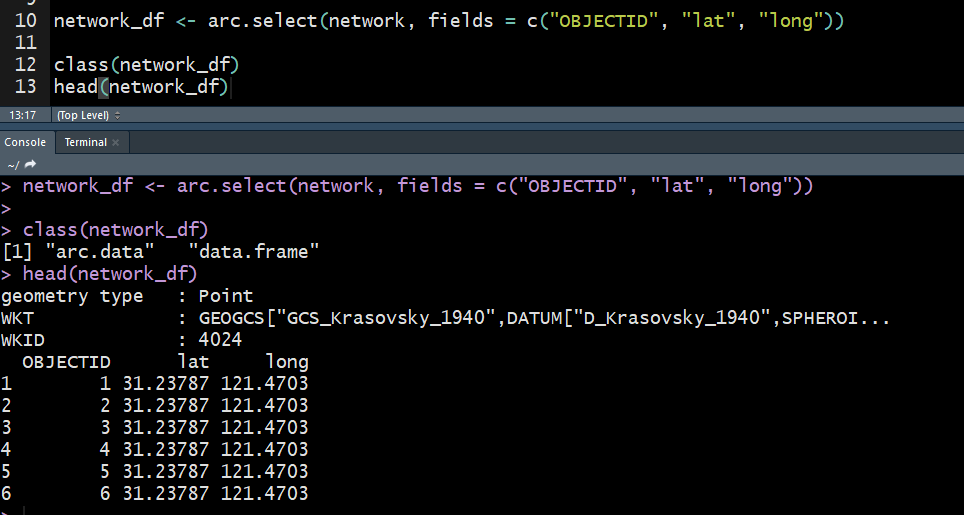 10 network_df <- arc.select(network, fields = c("OBJECTID", "lat", "long"))
11
12 class(network_df)
13 head(network_df)
13:17 (Top Level)
Console Terminal
~/
> network_df <- arc.select(network, fields = c("OBJECTID", "lat", "long"))
>
> class(network_df)
[1] "arc.data"   "data.frame"
> head(network_df)
geometry type   : Point
WKT             : GEOGCS["GCS_Krasovsky_1940",DATUM["D_Krasovsky_1940",SPHEROI...
WKID            : 4024
  OBJECTID      lat     long
1        1 31.23787 121.4703
2        2 31.23787 121.4703
3        3 31.23787 121.4703
4        4 31.23787 121.4703
5        5 31.23787 121.4703
6        6 31.23787 121.4703